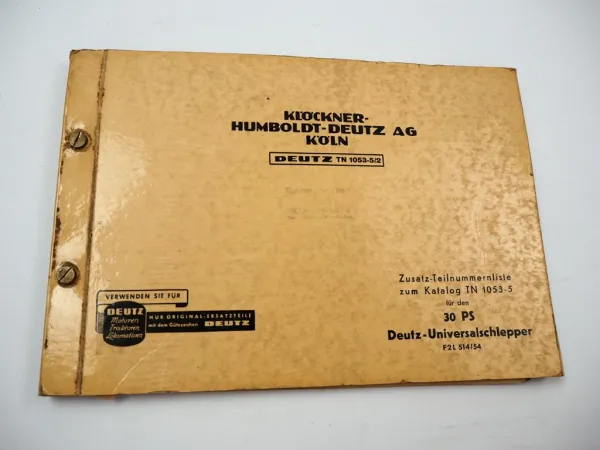 KLÖCKNER-
HUMBOLDT-DEUTZ AG
KÖLN
DEUTZ TN 1053-5/2
Zusatz-Teilnummernliste
zum Katalog TN 1053-5
für den
30 PS
Deutz-Universalschlepper
F2L 514/54
VERWENDEN SIE FÜR
DEUTZ
Motoren
Traktoren
Lokomotiven
NUR ORIGINAL-ERSATZTEILE
mit dem Gütezeichen DEUTZ